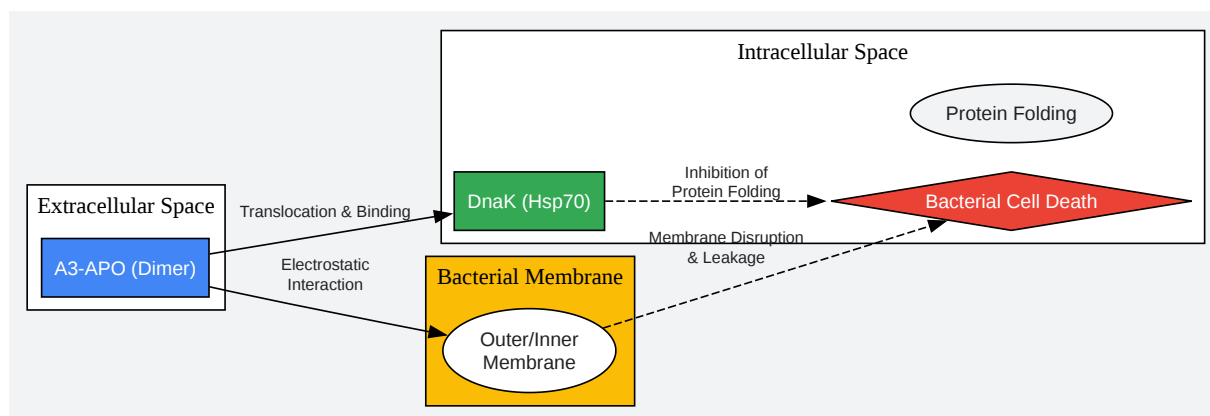 Intracellular Space
Protein Folding
Inhibition of
Protein Folding
DnaK (Hsp70)
Bacterial Cell Death
Extracellular Space
Translocation & Binding
A3-APO (Dimer)
Electrostatic
Interaction
Membrane Disruption
& Leakage
Bacterial Membrane
Outer/Inner
Membrane